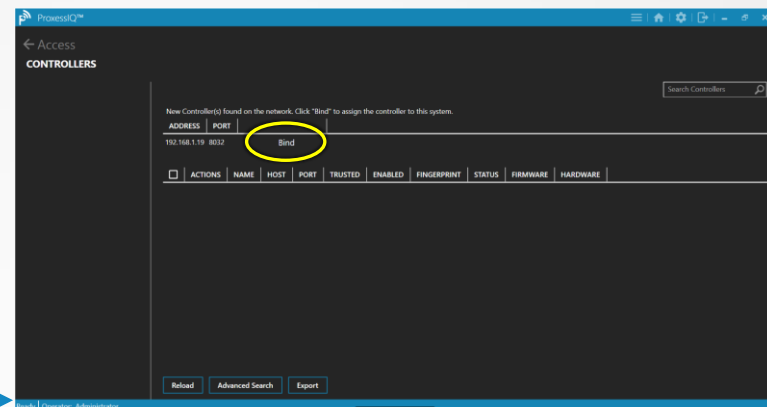 ProxessIQ™
Access
CONTROLLERS
Search Controllers
New Controller(s) found on the network. Click "Bind" to assign the controller to this system.
ADDRESS PORT
192.168.1.19 8032 Bind
ACTIONS NAME HOST PORT TRUSTED ENABLED FINGERPRINT STATUS FIRMWARE HARDWARE
Reload Advanced Search Export
Ready Operator: Administrator